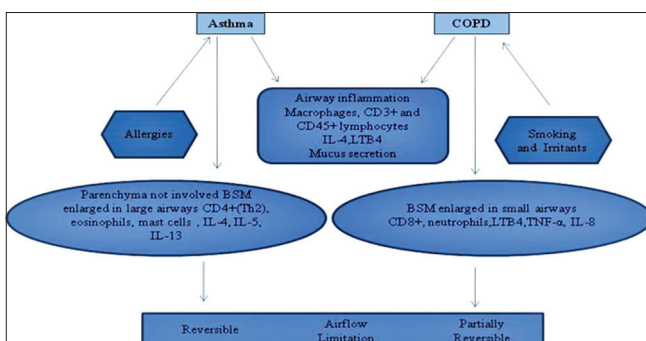 Asthma
COPD
Airway inflammation
Macrophages, CD3+ and
CD45+ lymphocytes
IL-4,LTB4
Mucus secretion
Allergies
Smoking
and Irritants
Parenchyma not involved BSM
enlarged in large airways CD4+(Th2),
eosinophils, mast cells , IL-4, IL-5,
IL-13
BSM enlarged in small airways
CD8+, neutrophils,LTB4,TNF-α, IL-8
Reversible
Airflow
Limitation
Partially
Reversible